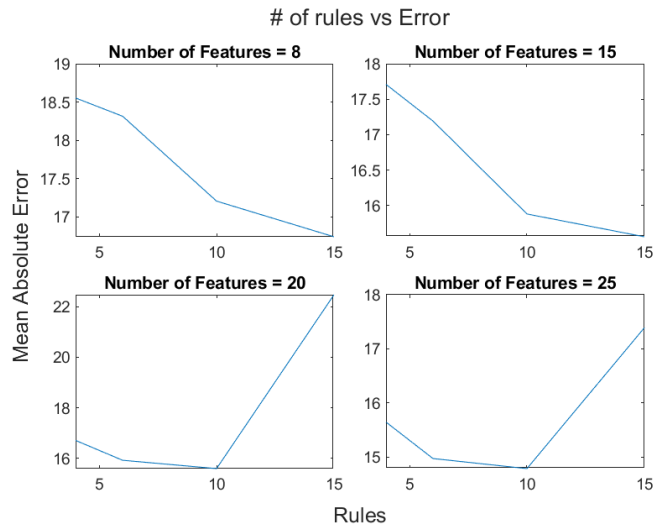 # of rules vs Error
Number of Features = 8
19
18.5
18
17.5
17
5 10 15
Number of Features = 15
18
17.5
17
16.5
16
5 10 15
Mean Absolute Error
Number of Features = 20
22
20
18
16
5 10 15
Number of Features = 25
18
17
16
15
5 10 15
Rules